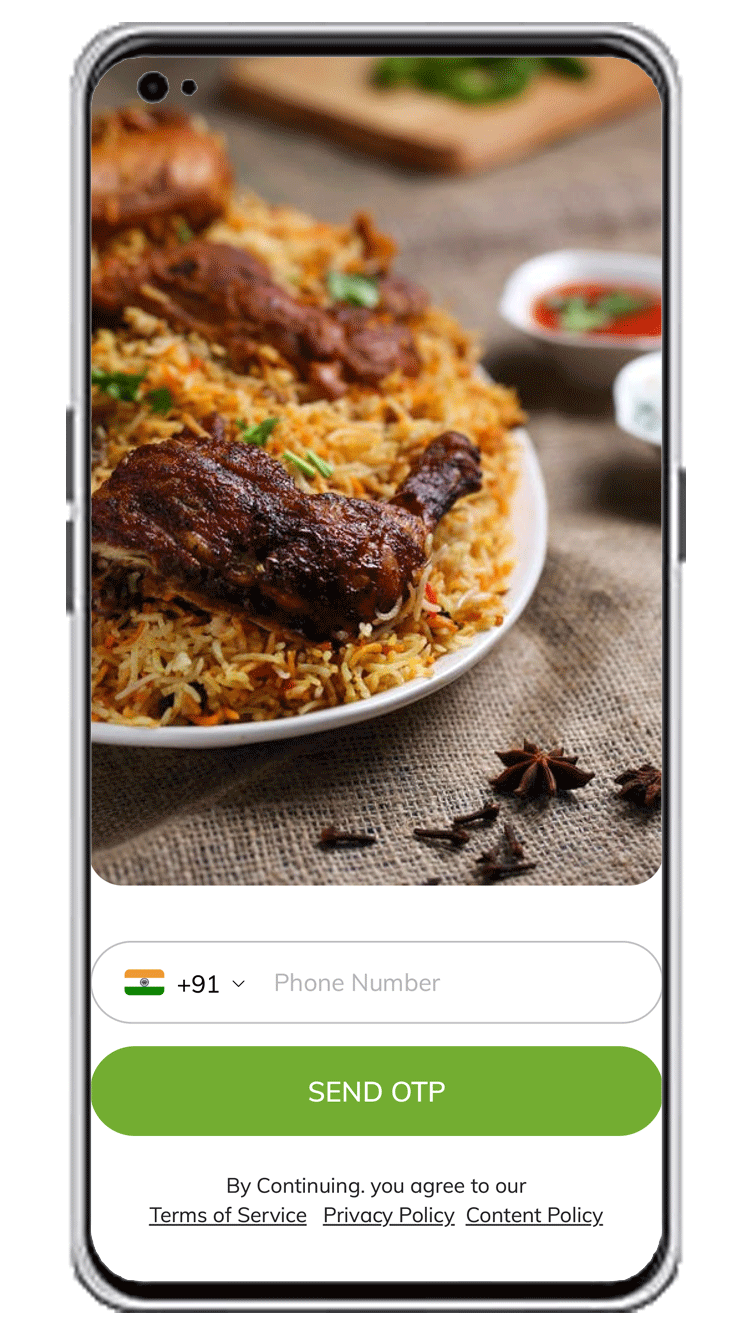 +91 Phone Number
SEND OTP
By Continuing. you agree to our
Terms of Service Privacy Policy Content Policy